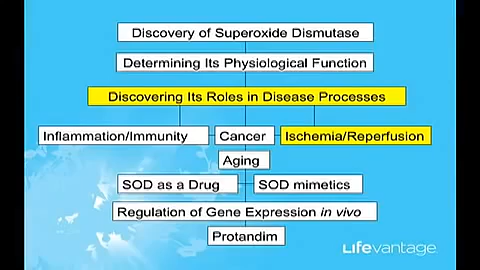 Discovery of Superoxide Dismutase
Determining Its Physiological Function
Discovering Its Roles in Disease Processes
Inflammation/Immunity Cancer Ischemia/Reperfusion
Aging
SOD as a Drug SOD mimetics
Regulation of Gene Expression in vivo
Protandim
Lifevantage